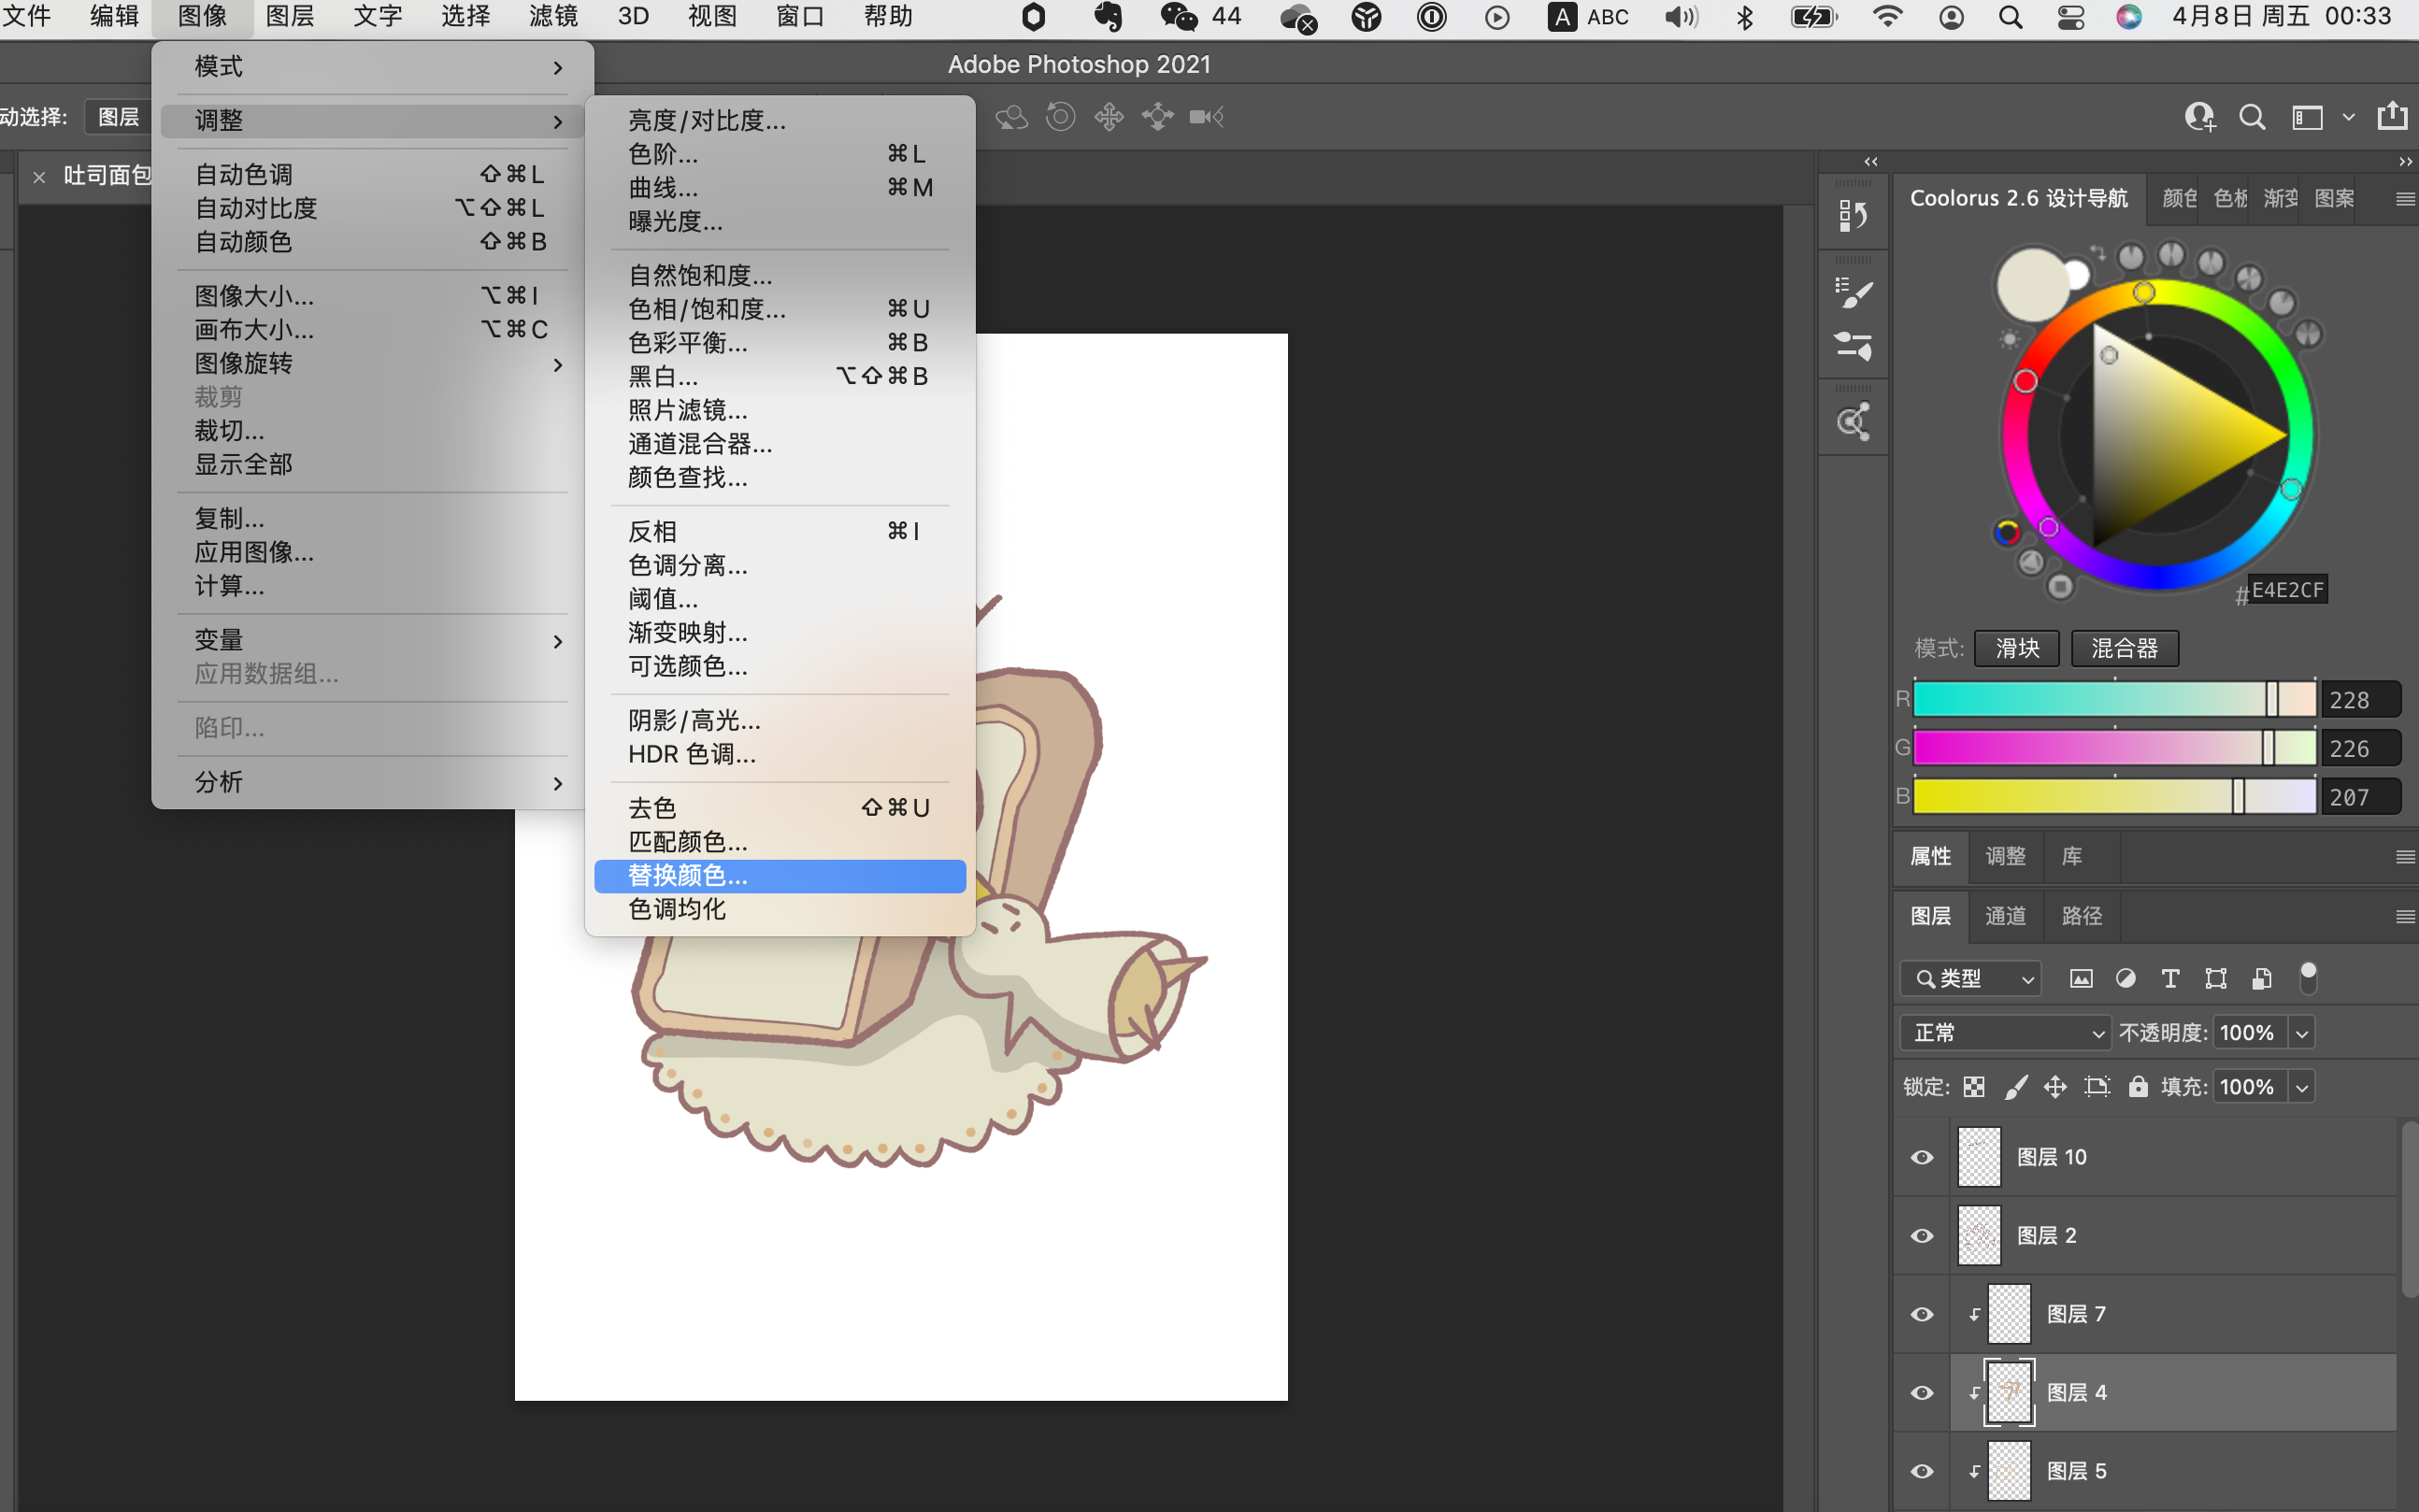 文件 编辑 图像 图层 文字 选择 滤镜 3D 视图 窗口 帮助 44 A ABC 4月8日 周五 00:33
Adobe Photoshop 2021
动选择: 图层
× 吐司面包
模式
调整
自动色调 ⇧⌘L
自动对比度 ⌥⇧⌘L
自动颜色 ⇧⌘B
图像大小... ⌥⌘I
画布大小... ⌥⌘C
图像旋转
裁剪
裁切...
显示全部
复制...
应用图像...
计算...
变量
应用数据组...
陷印...
分析
亮度/对比度...
色阶... ⌘L
曲线... ⌘M
曝光度...
自然饱和度...
色相/饱和度... ⌘U
色彩平衡... ⌘B
黑白... ⌥⇧⌘B
照片滤镜...
通道混合器...
颜色查找...
反相 ⌘I
色调分离...
阈值...
渐变映射...
可选颜色...
阴影/高光...
HDR 色调...
去色 ⇧⌘U
匹配颜色...
替换颜色...
色调均化
Coolorus 2.6 设计导航 颜色 色板 渐变 图案
#E4E2CF
模式: 滑块 混合器
R 228
G 226
B 207
属性 调整 库
图层 通道 路径
类型
正常 不透明度: 100%
锁定: 填充: 100%
图层 10
图层 2
图层 7
图层 4
图层 5